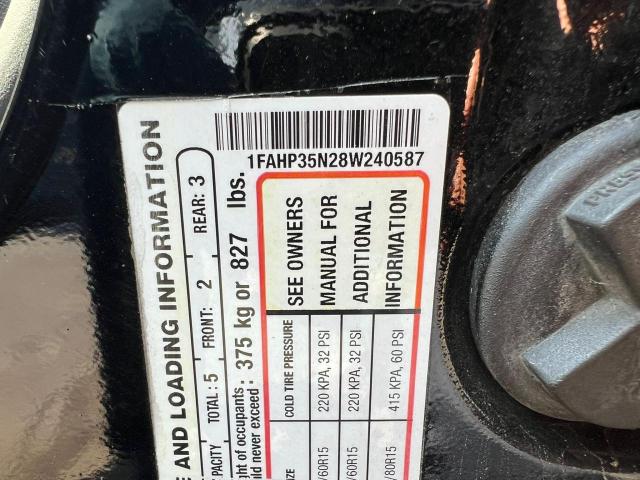 1FAHP35N28W240587
E AND LOADING INFORMATION
PACITY TOTAL: 5 FRONT: 2 REAR: 3
ght of occupants: 375 kg or 827 lbs.
ld never exceed:
ZE COLD TIRE PRESSURE SEE OWNERS
/60R15 220 KPA, 32 PSI MANUAL FOR
/60R15 220 KPA, 32 PSI ADDITIONAL
/80R15 415 KPA, 60 PSI INFORMATION